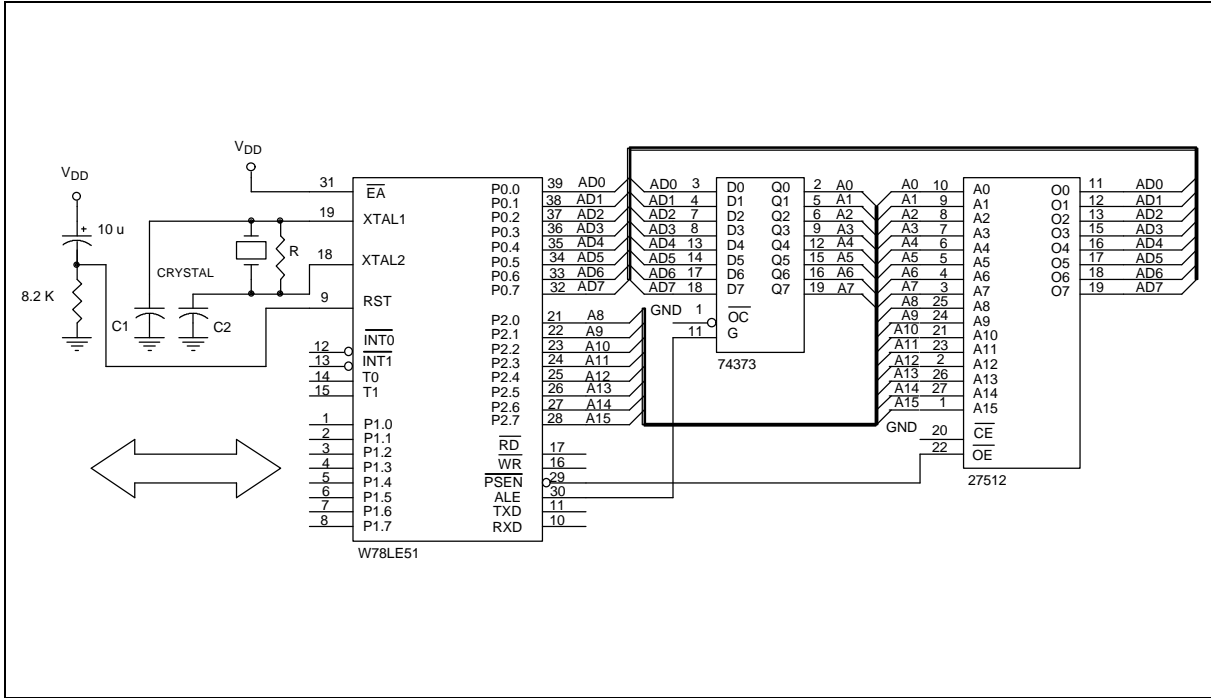 VDD
VDD
10 u
+
8.2 K
C1
C2
CRYSTAL
R
31 EA
19 XTAL1
18 XTAL2
9 RST
12 INT0
13 INT1
14 T0
15 T1
1 P1.0
2 P1.1
3 P1.2
4 P1.3
5 P1.4
6 P1.5
7 P1.6
8 P1.7
P0.0 39 AD0
P0.1 38 AD1
P0.2 37 AD2
P0.3 36 AD3
P0.4 35 AD4
P0.5 34 AD5
P0.6 33 AD6
P0.7 32 AD7
P2.0 21 A8
P2.1 22 A9
P2.2 23 A10
P2.3 24 A11
P2.4 25 A12
P2.5 26 A13
P2.6 27 A14
P2.7 28 A15
RD 17
WR 16
PSEN 29
ALE 30
TXD 11
RXD 10
W78LE51
AD0 3 D0 Q0 2 A0
AD1 4 D1 Q1 5 A1
AD2 7 D2 Q2 6 A2
AD3 8 D3 Q3 9 A3
AD4 13 D4 Q4 12 A4
AD5 14 D5 Q5 15 A5
AD6 17 D6 Q6 16 A6
AD7 18 D7 Q7 19 A7
GND 1 OC
11 G
74373
A0 10 A0 O0 11 AD0
A1 9 A1 O1 12 AD1
A2 8 A2 O2 13 AD2
A3 7 A3 O3 15 AD3
A4 6 A4 O4 16 AD4
A5 5 A5 O5 17 AD5
A6 4 A6 O6 18 AD6
A7 3 A7 O7 19 AD7
A8 25 A8
A9 24 A9
A10 21 A10
A11 23 A11
A12 2 A12
A13 26 A13
A14 27 A14
A15 1 A15
GND 20 CE
22 OE
27512